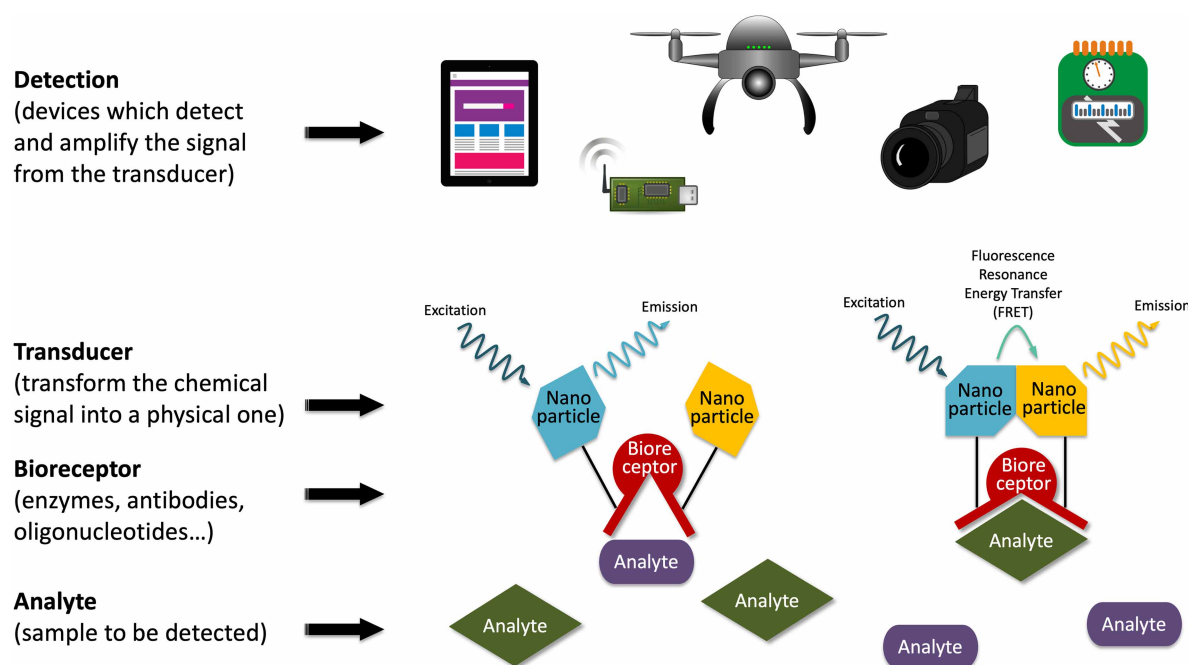 Detection
(devices which detect
and amplify the signal
from the transducer)
Fluorescence
Resonance
Energy Transfer
(FRET)
Excitation
Emission
Excitation
Emission
Transducer
(transform the chemical
signal into a physical one)
Nano
particle
Nano
particle
Nano
particle
Nano
particle
Bioreceptor
(enzymes, antibodies,
oligonucleotides...)
Biore
ceptor
Biore
ceptor
Analyte
Analyte
Analyte
(sample to be detected)
Analyte
Analyte
Analyte
Analyte